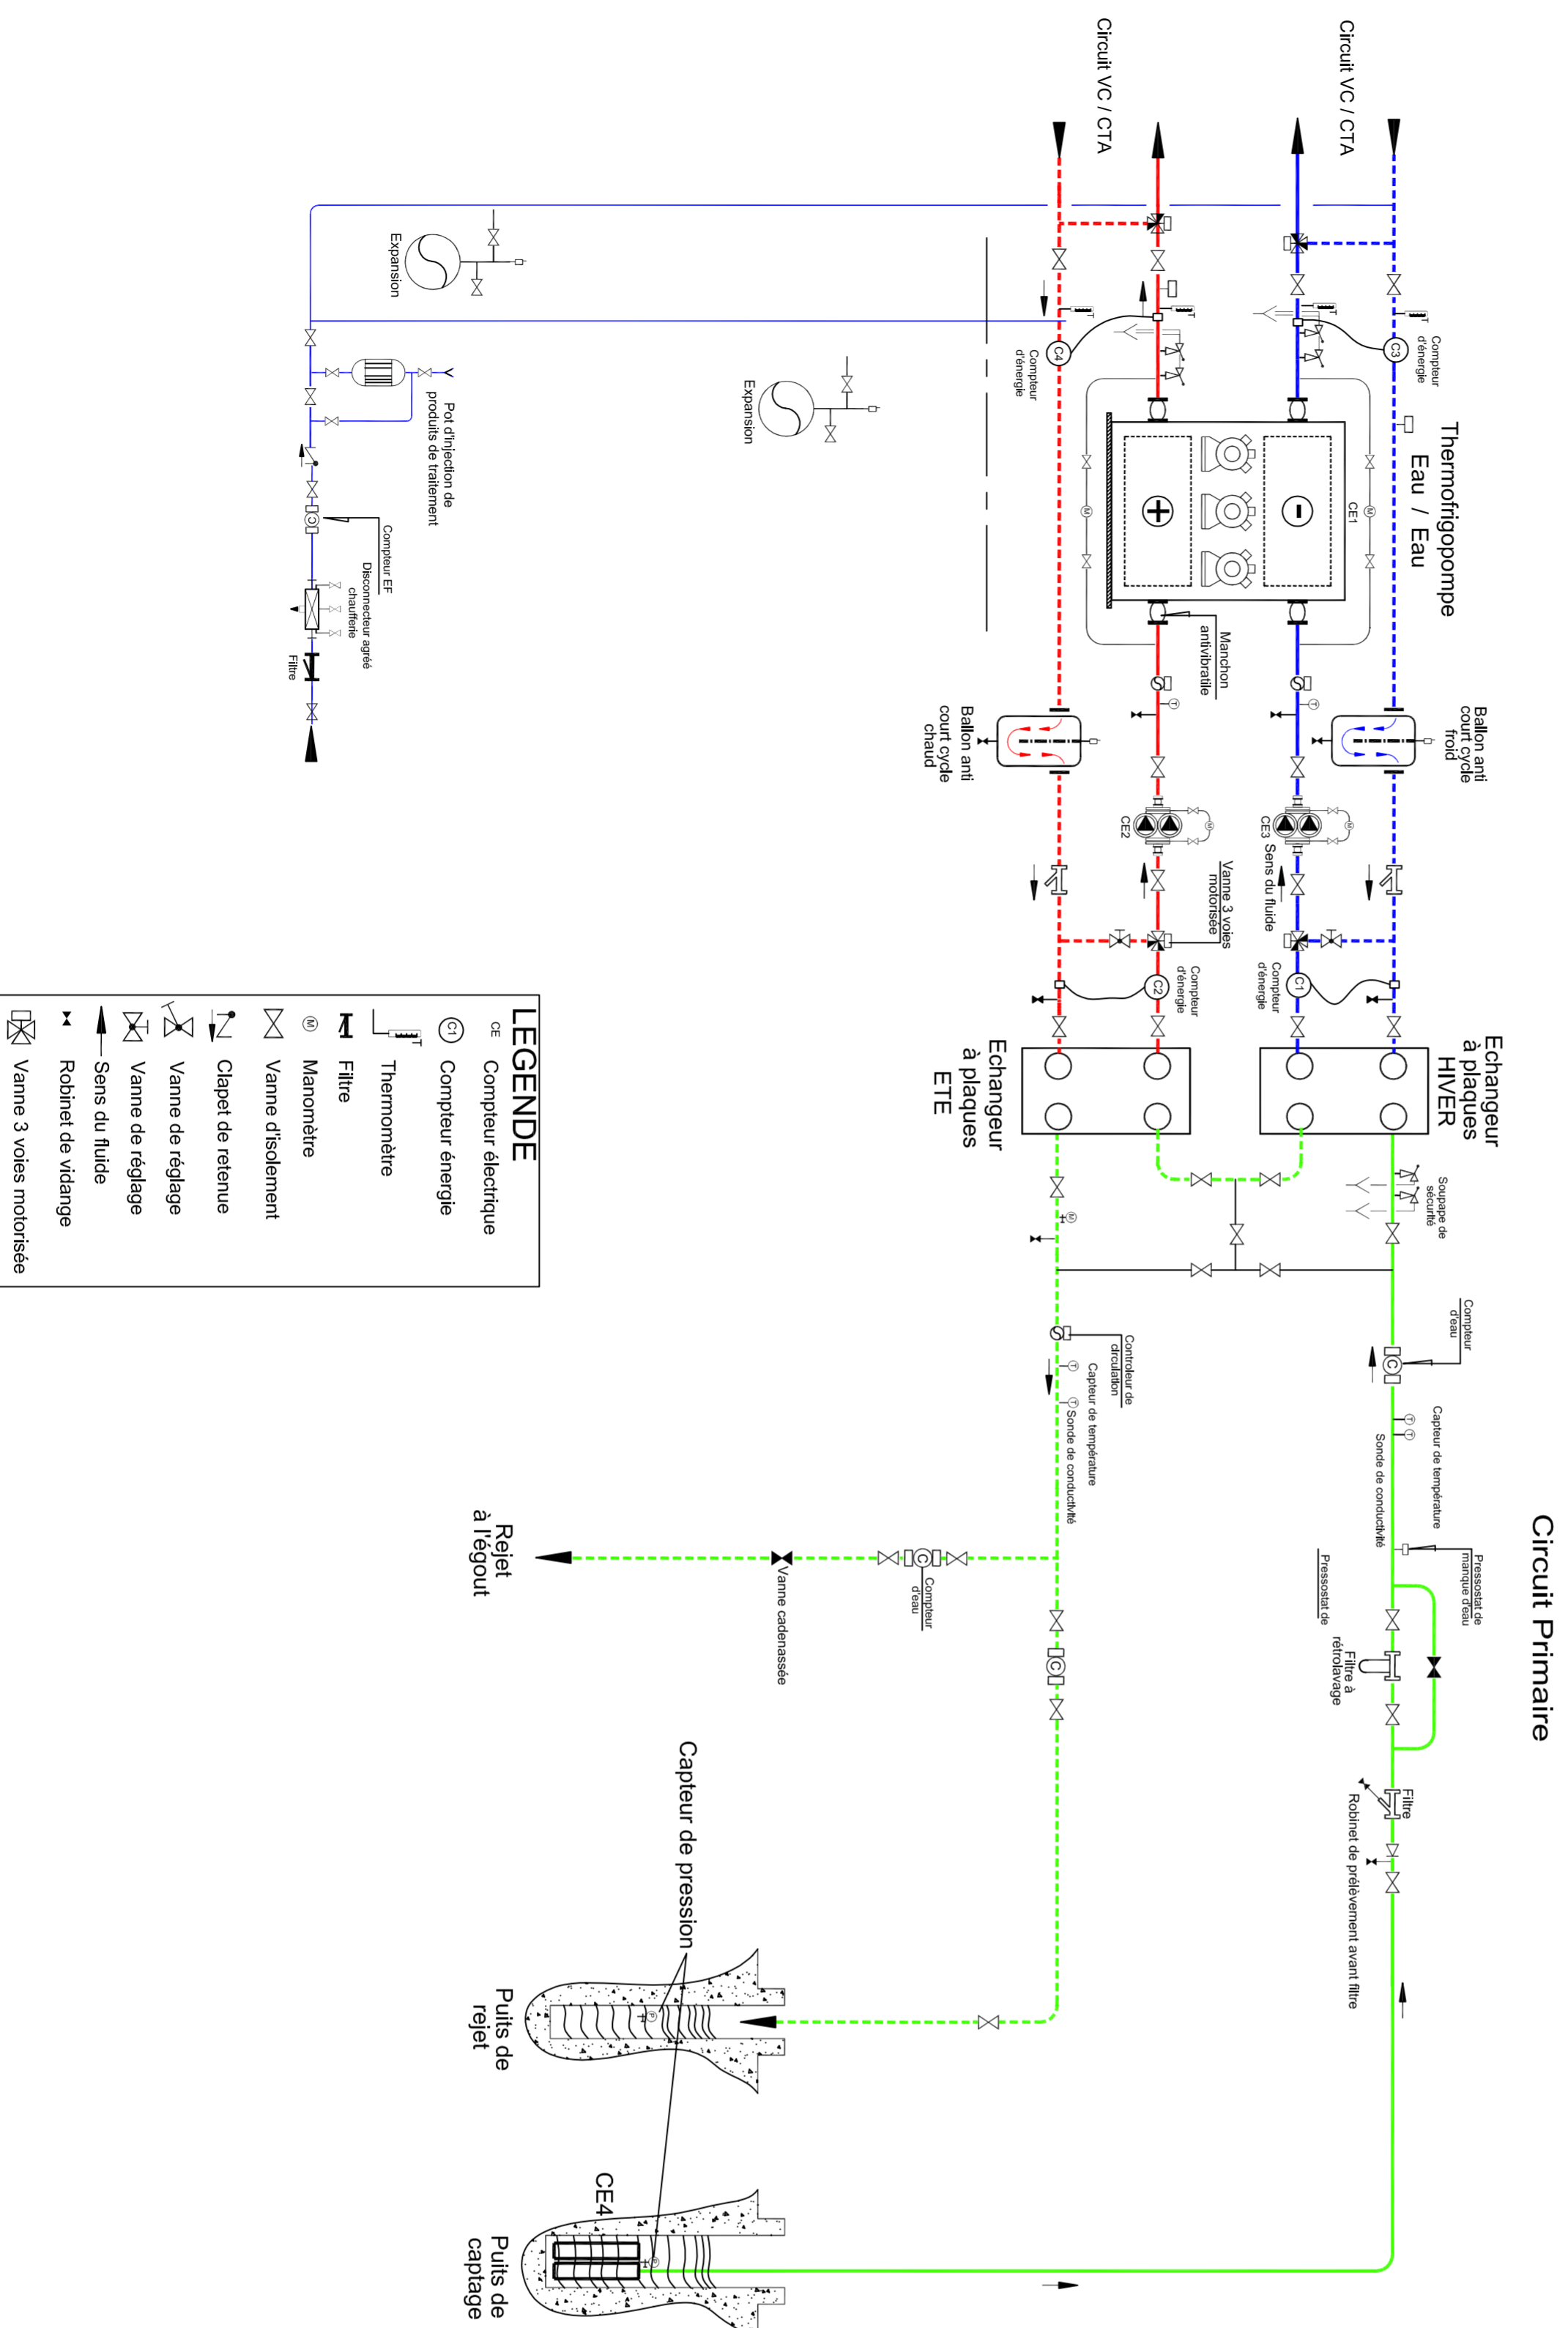 Circuit Primaire
Circuit VC / CTA
Circuit VC / CTA
Thermofrigopompe
Eau / Eau
Compteur
d'énergie
C3
Compteur
d'énergie
C4
CE1
M
M
+
-
T
T
T
T
Manchon
antivibratile
T
T
Ballon anti
court cycle
froid
Ballon anti
court cycle
chaud
CE3
M
CE2
M
Sens du fluide
Vanne 3 voies
motorisée
Compteur
d'énergie
C1
Compteur
d'énergie
C2
Echangeur
à plaques
HIVER
Echangeur
à plaques
ETE
Soupape de
sécurité
M
Compteur
d'eau
C
Controleur de
circulation
T
T
Capteur de température
Sonde de conductivité
T
T
Capteur de température
Sonde de conductivité
Pressostat de
manque d'eau
Pressostat de
Filtre à
rétrolavage
Filtre
Robinet de prélèvement avant filtre
C
Compteur
d'eau
C
Vanne cadenassée
Rejet
à l'égout
Capteur de pression
P
P
Puits de
rejet
CE4
Puits de
captage
Expansion
Expansion
Pot d'injection de
produits de traitement
Compteur EF
C
Disconnecteur agréé
chaufferie
Filtre
LEGENDE
CE Compteur électrique
C1 Compteur énergie
T Thermomètre
Filtre
M Manomètre
Vanne d'isolement
Clapet de retenue
Vanne de réglage
Vanne de réglage
Sens du fluide
Robinet de vidange
Vanne 3 voies motorisée